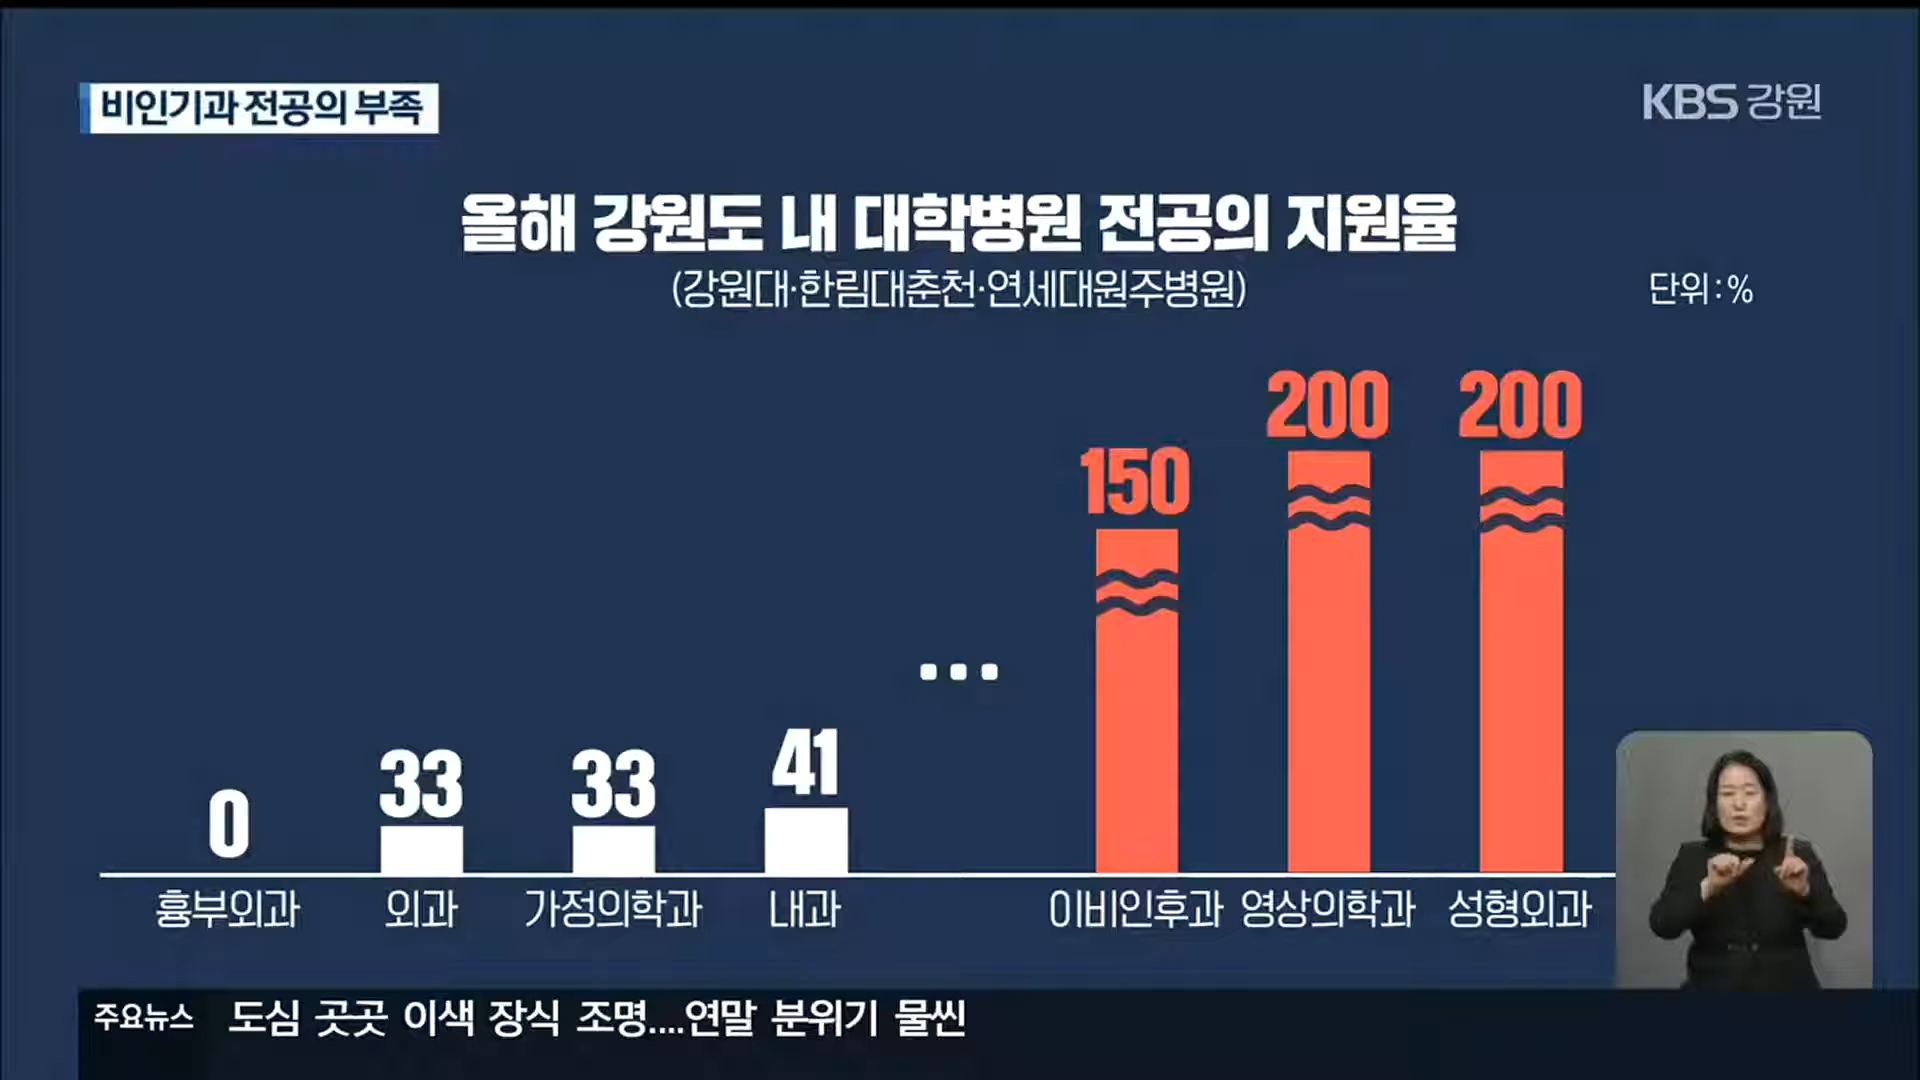 비인기과 전공의 부족
KBS 강원
올해 강원도 내 대학병원 전공의 지원율
(강원대·한림대춘천·연세대원주병원)
단위:%
0
33
33
41
...
150
200
200
흉부외과
외과
가정의학과
내과
이비인후과
영상의학과
성형외과
주요뉴스
도심 곳곳 이색 장식 조명....연말 분위기 물씬